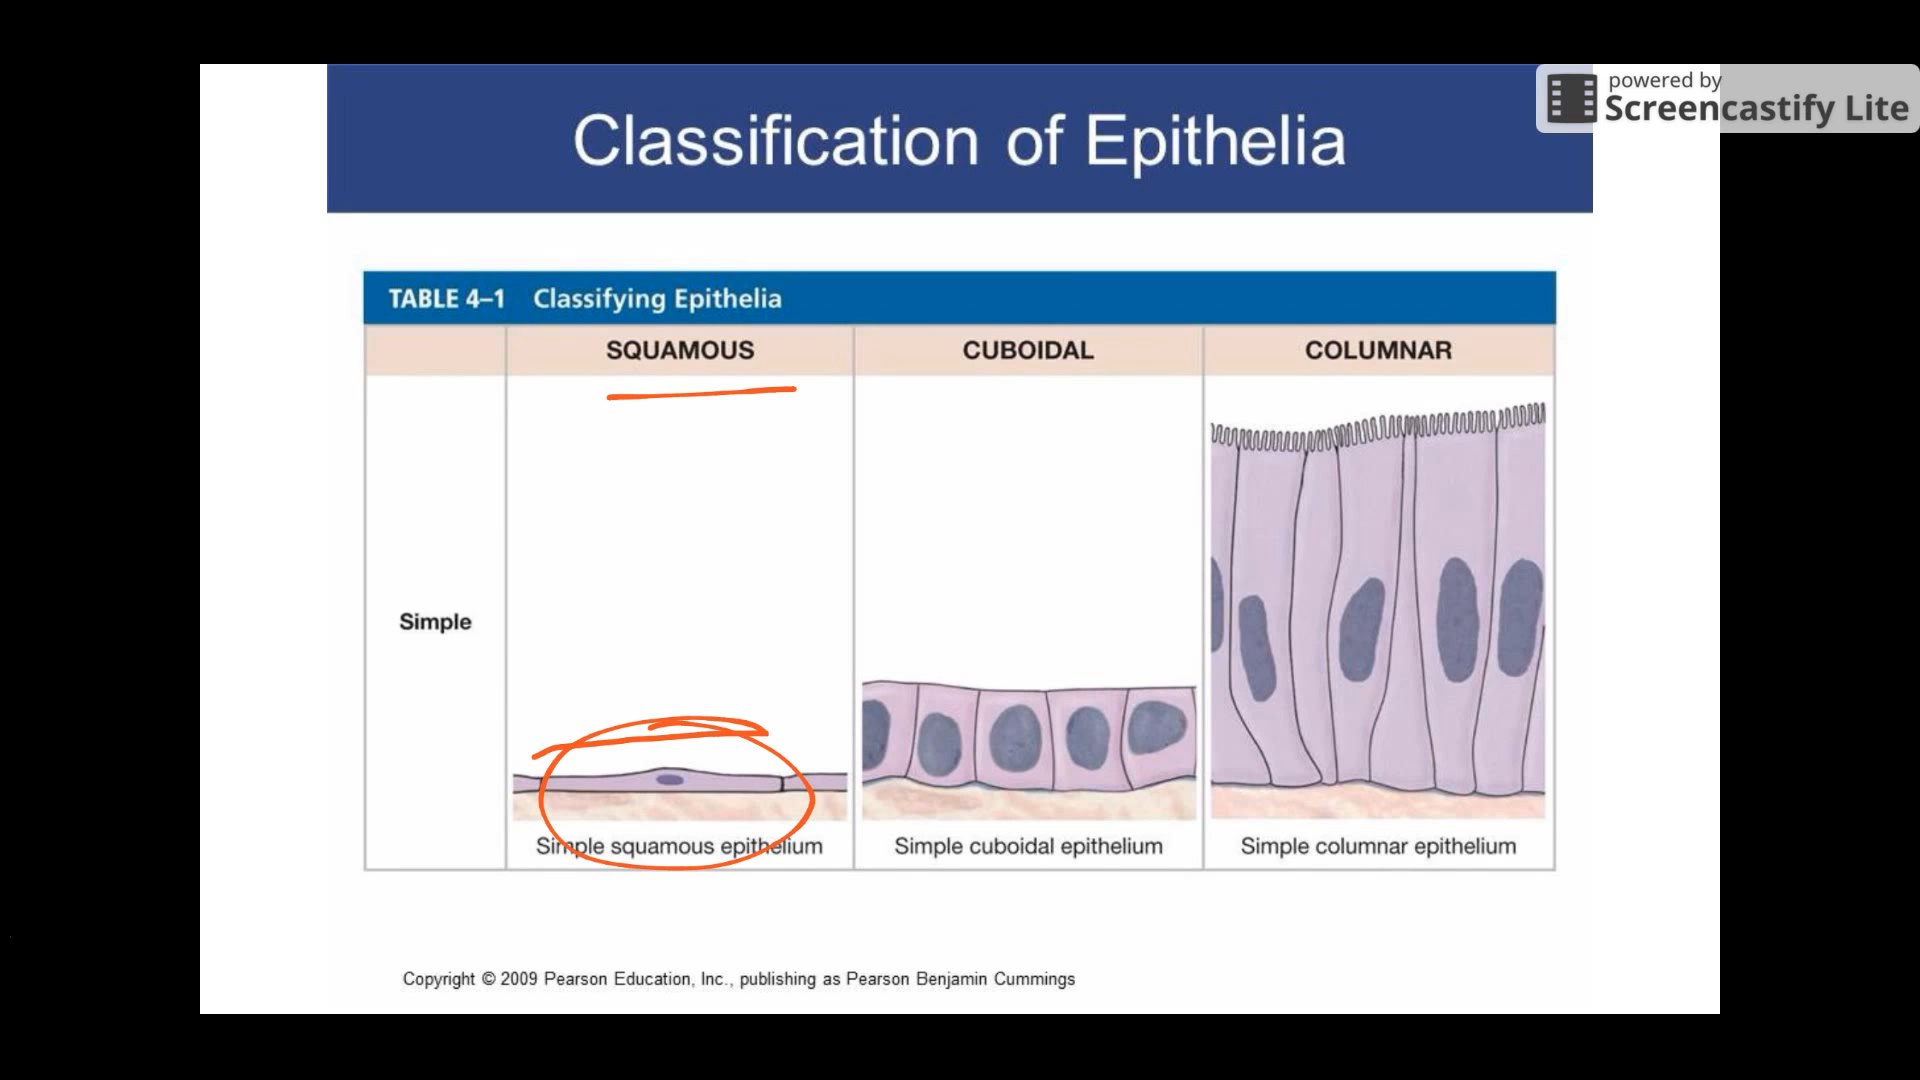 powered by
Screencastify Lite
Classification of Epithelia
TABLE 4–1 Classifying Epithelia
SQUAMOUS CUBOIDAL COLUMNAR
Simple
Simple squamous epithelium Simple cuboidal epithelium Simple columnar epithelium
Copyright © 2009 Pearson Education, Inc., publishing as Pearson Benjamin Cummings